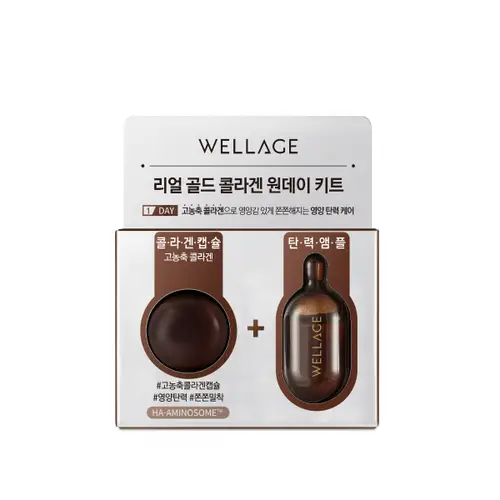 WELLAGE
리얼 골드 콜라겐 원데이 키트
1 DAY 고농축 콜라겐으로 영양감 있게 쫀쫀해지는 영양 탄력 케어
콜·라·겐·캡·슐
고농축 콜라겐
탄·력·앰·플
+
WELLAGE
#고농축콜라겐캡슐
#영양탄력 #쫀쫀밀착
HA-AMINOSOME™